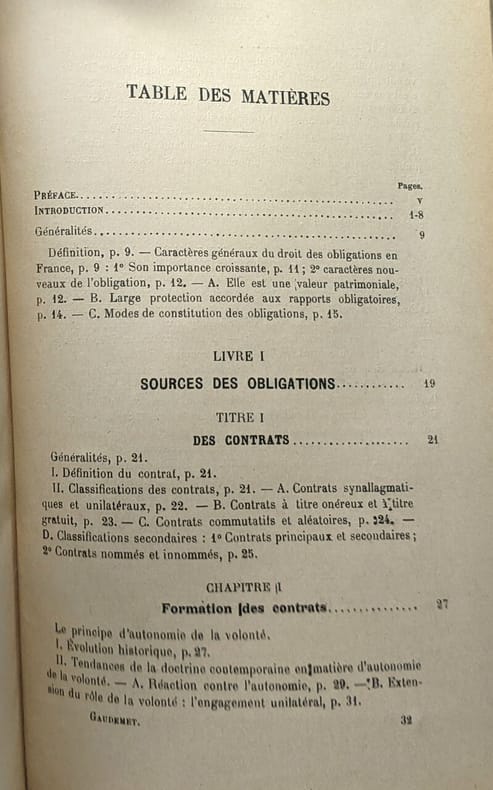 TABLE DES MATIÈRES
Pages.
PRÉFACE........................................ V
INTRODUCTION........................................ 1-8
Généralités........................................ 9
Définition, p. 9. — Caractères généraux du droit des obligations en
France, p. 9 : 1° Son importance croissante, p. 11 ; 2° caractères nou-
veaux de l'obligation, p. 12. — A. Elle est une valeur patrimoniale,
p. 12. — B. Large protection accordée aux rapports obligatoires,
p. 14. — C. Modes de constitution des obligations, p. 15.
LIVRE I
SOURCES DES OBLIGATIONS............ 19
TITRE I
DES CONTRATS.................... 21
Généralités, p. 21.
I. Définition du contrat, p. 21.
II. Classifications des contrats, p. 21. — A. Contrats synallagmati-
ques et unilatéraux, p. 22. — B. Contrats à titre onéreux et à titre
gratuit, p. 23. — C. Contrats commutatifs et aléatoires, p. 24. —
D. Classifications secondaires : 1° Contrats principaux et secondaires ;
2° Contrats nommés et innommés, p. 25.
CHAPITRE I
Formation des contrats............... 27
Le principe d'autonomie de la volonté.
I. Évolution historique, p. 27.
II. Tendances de la doctrine contemporaine en matière d'autonomie
de la volonté. — A. Réaction contre l'autonomie, p. 29. — B. Exten-
sion du rôle de la volonté : l'engagement unilatéral, p. 31.
GAUDEMET. 32